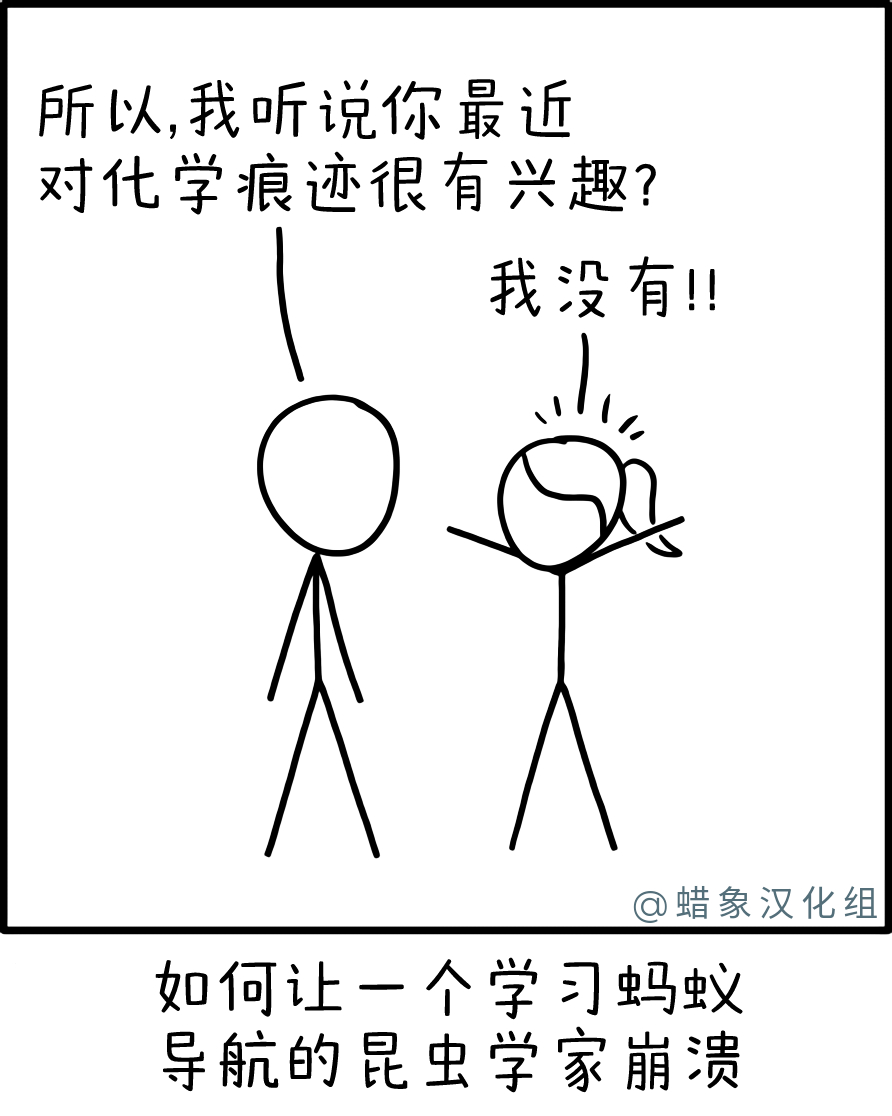 所以,我听说你最近
对化学痕迹很有兴趣?
我没有!!
@蜡象汉化组
如何让一个学习蚂蚁
导航的昆虫学家崩溃